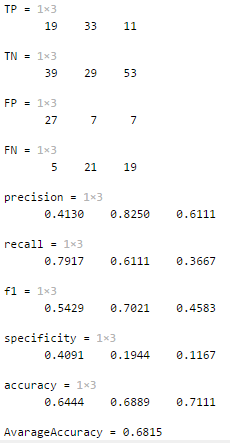 TP = 1×3
19 33 11
TN = 1×3
39 29 53
FP = 1×3
27 7 7
FN = 1×3
5 21 19
precision = 1×3
0.4130 0.8250 0.6111
recall = 1×3
0.7917 0.6111 0.3667
f1 = 1×3
0.5429 0.7021 0.4583
specificity = 1×3
0.4091 0.1944 0.1167
accuracy = 1×3
0.6444 0.6889 0.7111
AvarageAccuracy = 0.6815